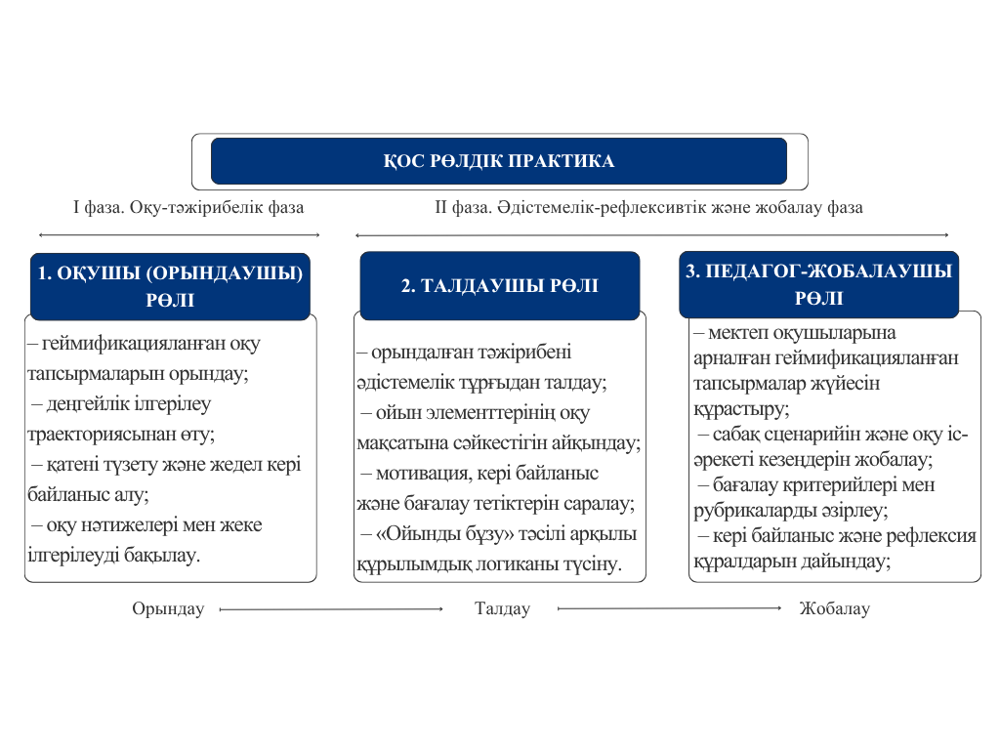 ҚОС РӨЛДІК ПРАКТИКА
I фаза. Оқу-тәжірибелік фаза
II фаза. Әдістемелік-рефлексивтік және жобалау фаза
1. ОҚУШЫ (ОРЫНДАУШЫ)
РӨЛІ
– геймификацияланған оқу
тапсырмаларын орындау;
– деңгейлік ілгерілеу
траекториясынан өту;
– қатені түзету және жедел кері
байланыс алу;
– оқу нәтижелері мен жеке
ілгерілеуді бақылау.
2. ТАЛДАУШЫ РӨЛІ
– орындалған тәжірибені
әдістемелік тұрғыдан талдау;
– ойын элементтерінің оқу
мақсатына сәйкестігін айқындау;
– мотивация, кері байланыс
және бағалау тетіктерін саралау;
– «Ойынды бұзу» тәсілі арқылы
құрылымдық логиканы түсіну.
3. ПЕДАГОГ-ЖОБАЛАУШЫ
РӨЛІ
– мектеп оқушыларына
арналған геймификацияланған
тапсырмалар жүйесін
құрастыру;
– сабақ сценарийін және оқу іс-
әрекеті кезеңдерін жобалау;
– бағалау критерийлері мен
рубрикаларды әзірлеу;
– кері байланыс және рефлексия
құралдарын дайындау;
Орындау
Талдау
Жобалау